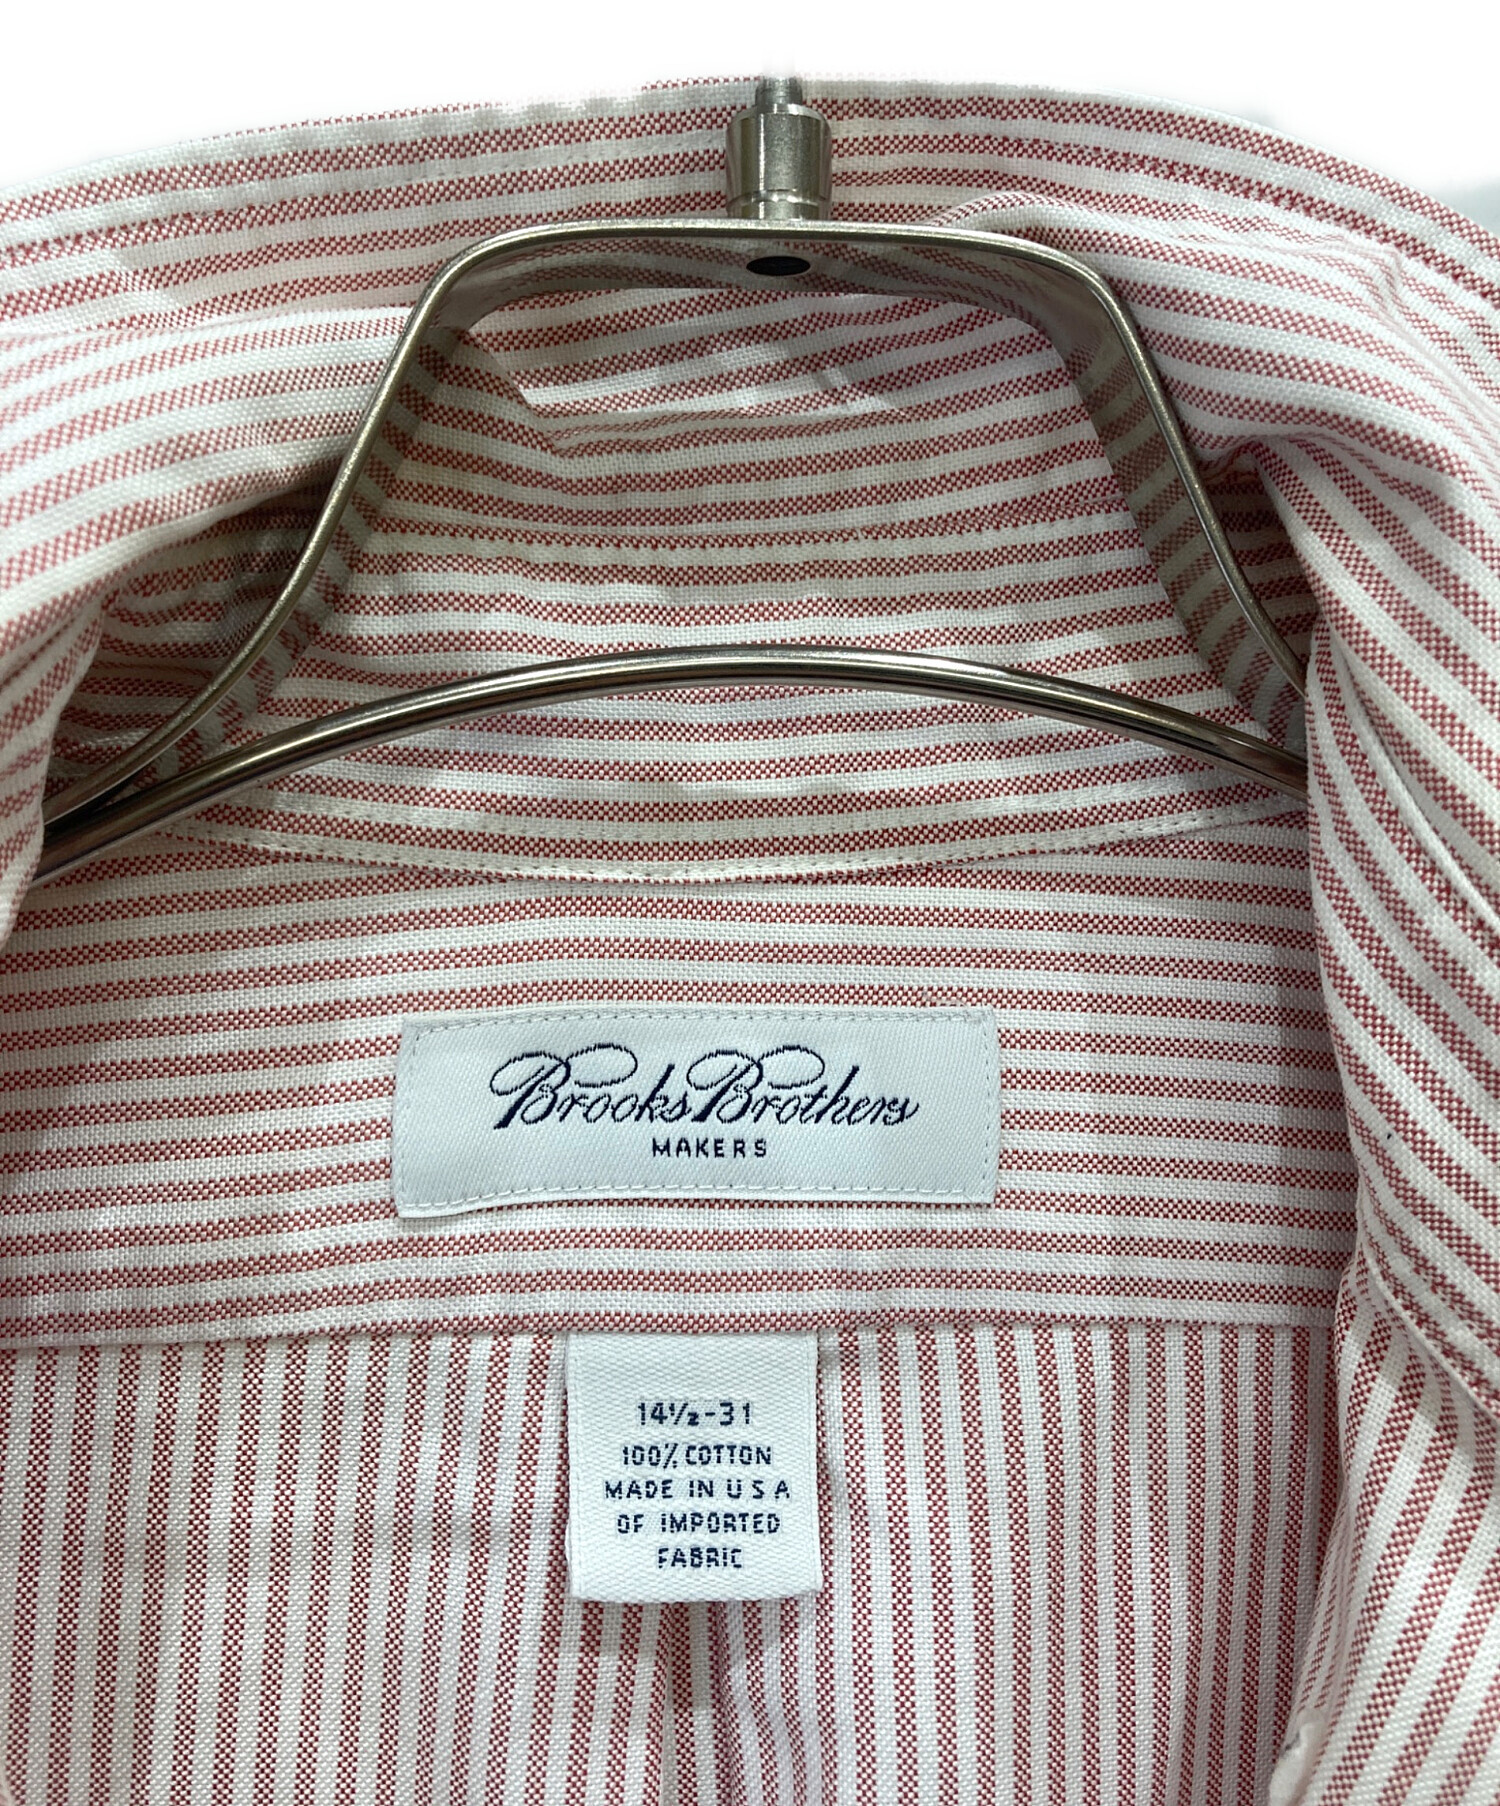 Brooks Brothers
MAKERS
14½-31
100% COTTON
MADE IN U S A
OF IMPORTED
FABRIC